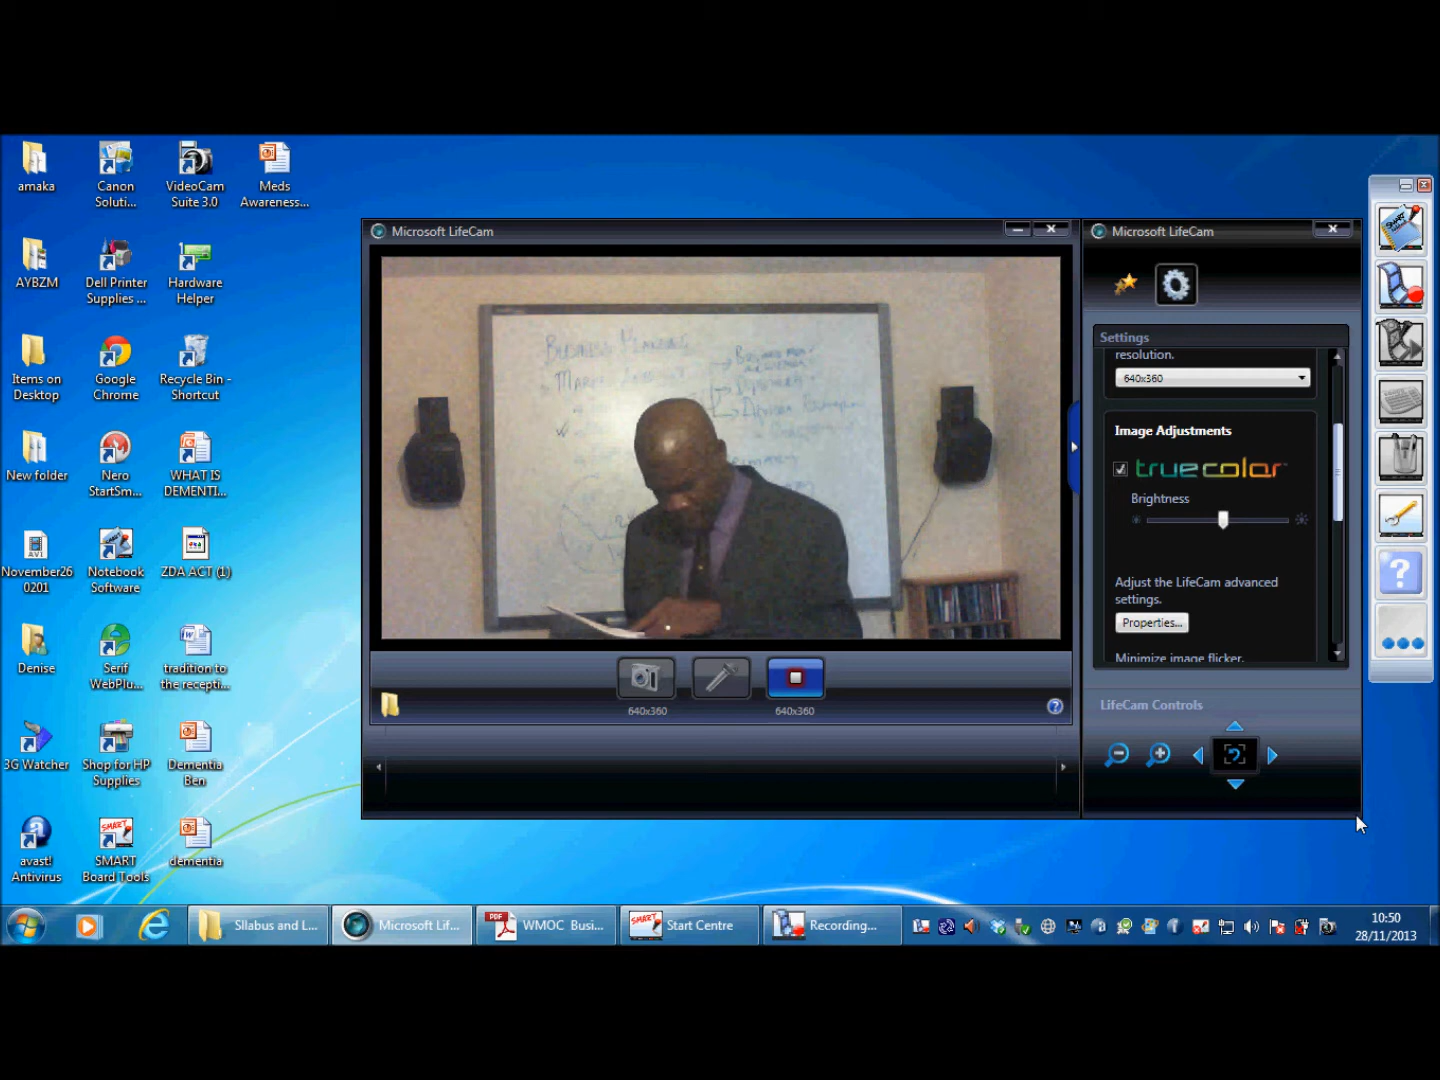 amaka
Canon
Soluti...
VideoCam
Suite 3.0
Meds
Awareness...
AYBZM
Dell Printer
Supplies ...
Hardware
Helper
Items on
Desktop
Google
Chrome
Recycle Bin -
Shortcut
New folder
Nero
StartSm...
WHAT IS
DEMENTI...
November26
0201
Notebook
Software
ZDA ACT (1)
Denise
Serif
WebPlu...
tradition to
the recepti...
3G Watcher
Shop for HP
Supplies
Dementia
Ben
avast!
Antivirus
SMART
Board Tools
dementia
Microsoft LifeCam
BUSINESS PLANNING
640x360
640x360
Microsoft LifeCam
Settings
resolution.
640x360
Image Adjustments
truecolor
Brightness
Adjust the LifeCam advanced
settings.
Properties...
Minimize image flicker.
LifeCam Controls
Sllabus and L...
Microsoft Lif...
WMOC Busi...
Start Centre
Recording...
10:50
28/11/2013